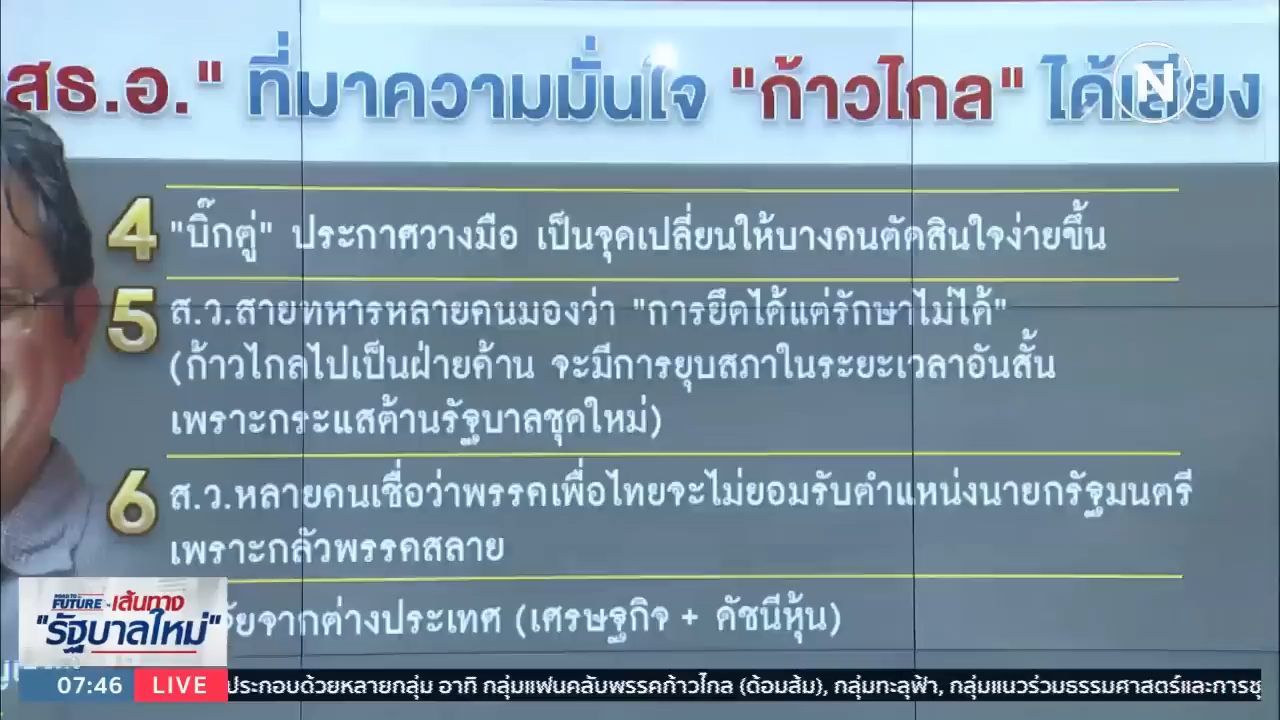 สธ.อ." ที่มาความมั่นใจ "ก้าวไกล" ได้เสียง
N
4 "บิ๊กตู่" ประกาศวางมือ เป็นจุดเปลี่ยนให้บางคนตัดสินใจง่ายขึ้น
5 ส.ว.สายทหารหลายคนมองว่า "การยึดได้แต่รักษาไม่ได้"
(ก้าวไกลไปเป็นฝ่ายค้าน จะมีการยุบสภาในระยะเวลาอันสั้น
เพราะกระแสต้านรัฐบาลชุดใหม่)
6 ส.ว.หลายคนเชื่อว่าพรรคเพื่อไทยจะไม่ยอมรับตำแหน่งนายกรัฐมนตรี
เพราะกลัวพรรคสลาย
จากต่างประเทศ (เศรษฐกิจ + ดัชนีหุ้น)
ROAD TO FUTURE เส้นทาง
"รัฐบาลใหม่"
07:46 LIVE ประกอบด้วยหลายกลุ่ม อาทิ กลุ่มแฟนคลับพรรคก้าวไกล (ด้อมส้ม), กลุ่มทะลุฟ้า, กลุ่มแนวร่วมธรรมศาสตร์และการชุ